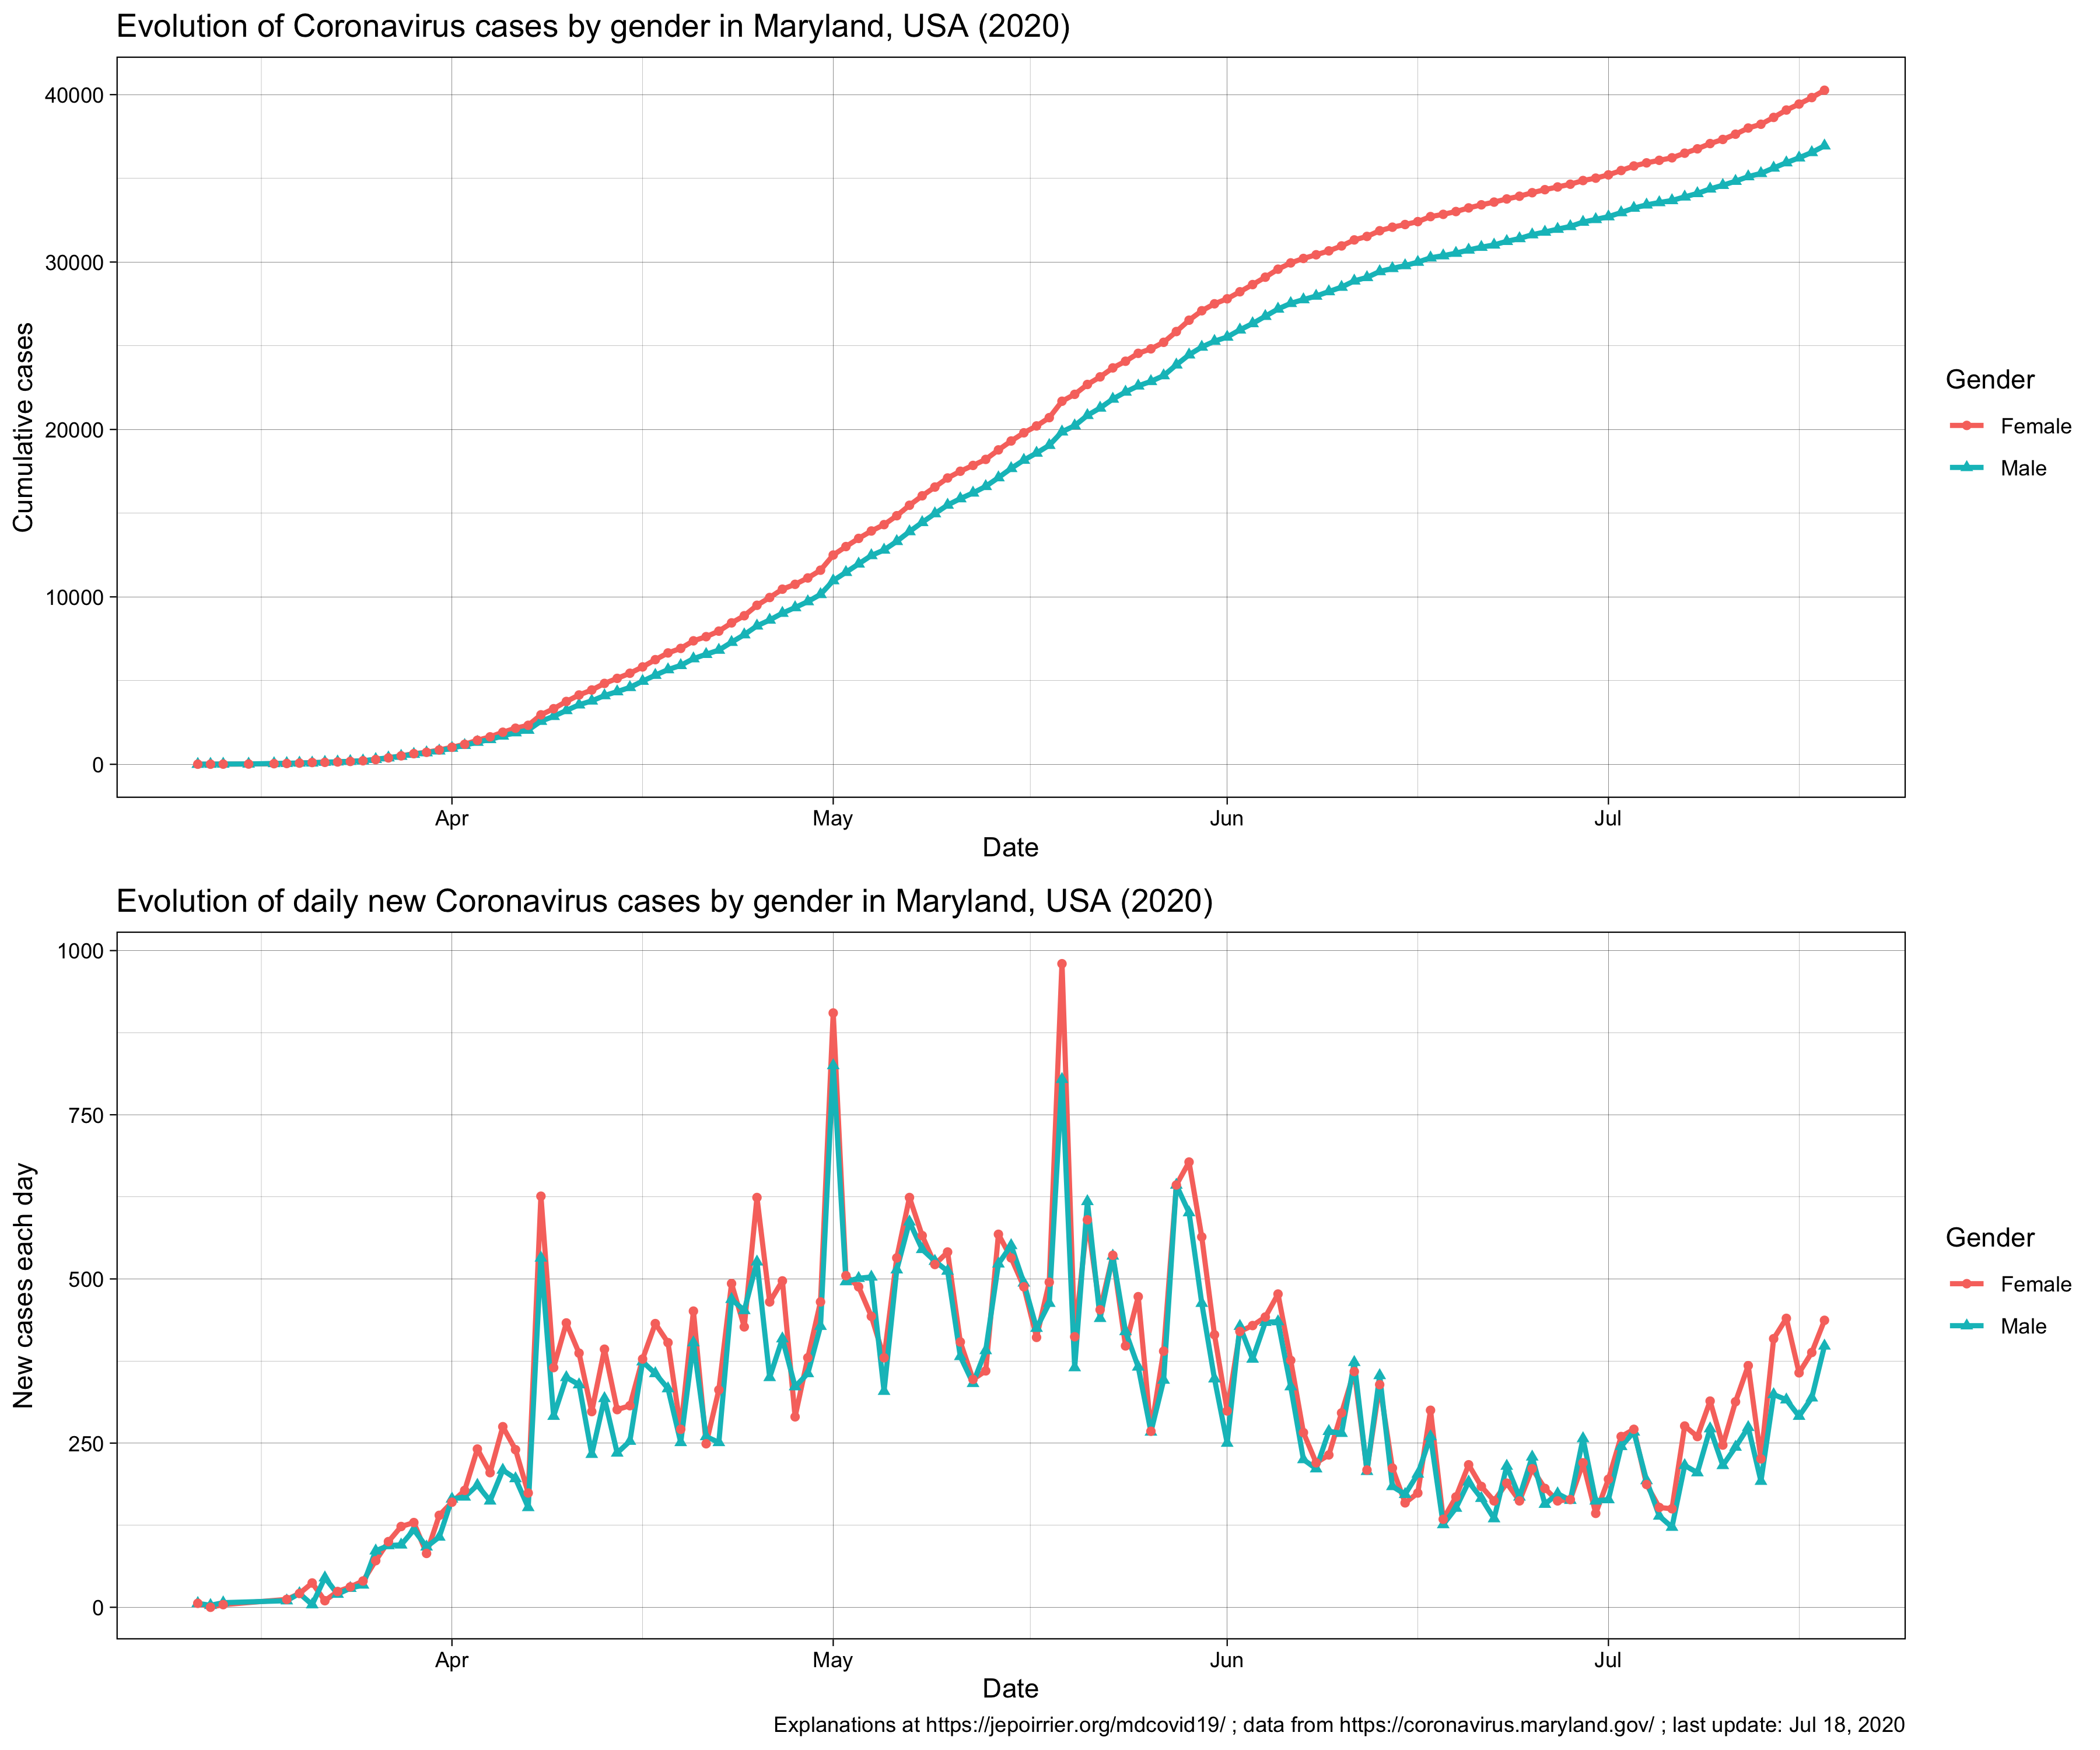 Evolution of Coronavirus cases by gender in Maryland, USA (2020)
40000
30000
20000
10000
0
Cumulative cases
Apr May Jun Jul
Date
Gender
Female
Male
Evolution of daily new Coronavirus cases by gender in Maryland, USA (2020)
1000
750
500
250
0
New cases each day
Apr May Jun Jul
Date
Gender
Female
Male
Explanations at https://jepoirrier.org/mdcovid19/ ; data from https://coronavirus.maryland.gov/ ; last update: Jul 18, 2020